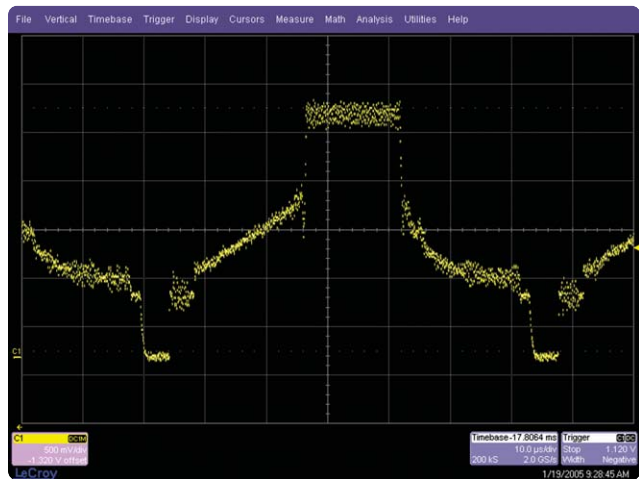 File Vertical Timebase Trigger Display Cursors Measure Math Analysis Utilities Help
C1
C1 DC1M
500 mV/div
-1.320 V offset
Timebase -17.8064 ms
10.0 µs/div
200 kS 2.0 GS/s
Trigger C1 DC
Stop 1.120 V
Width Negative
LeCroy
1/19/2005 9:28:45 AM